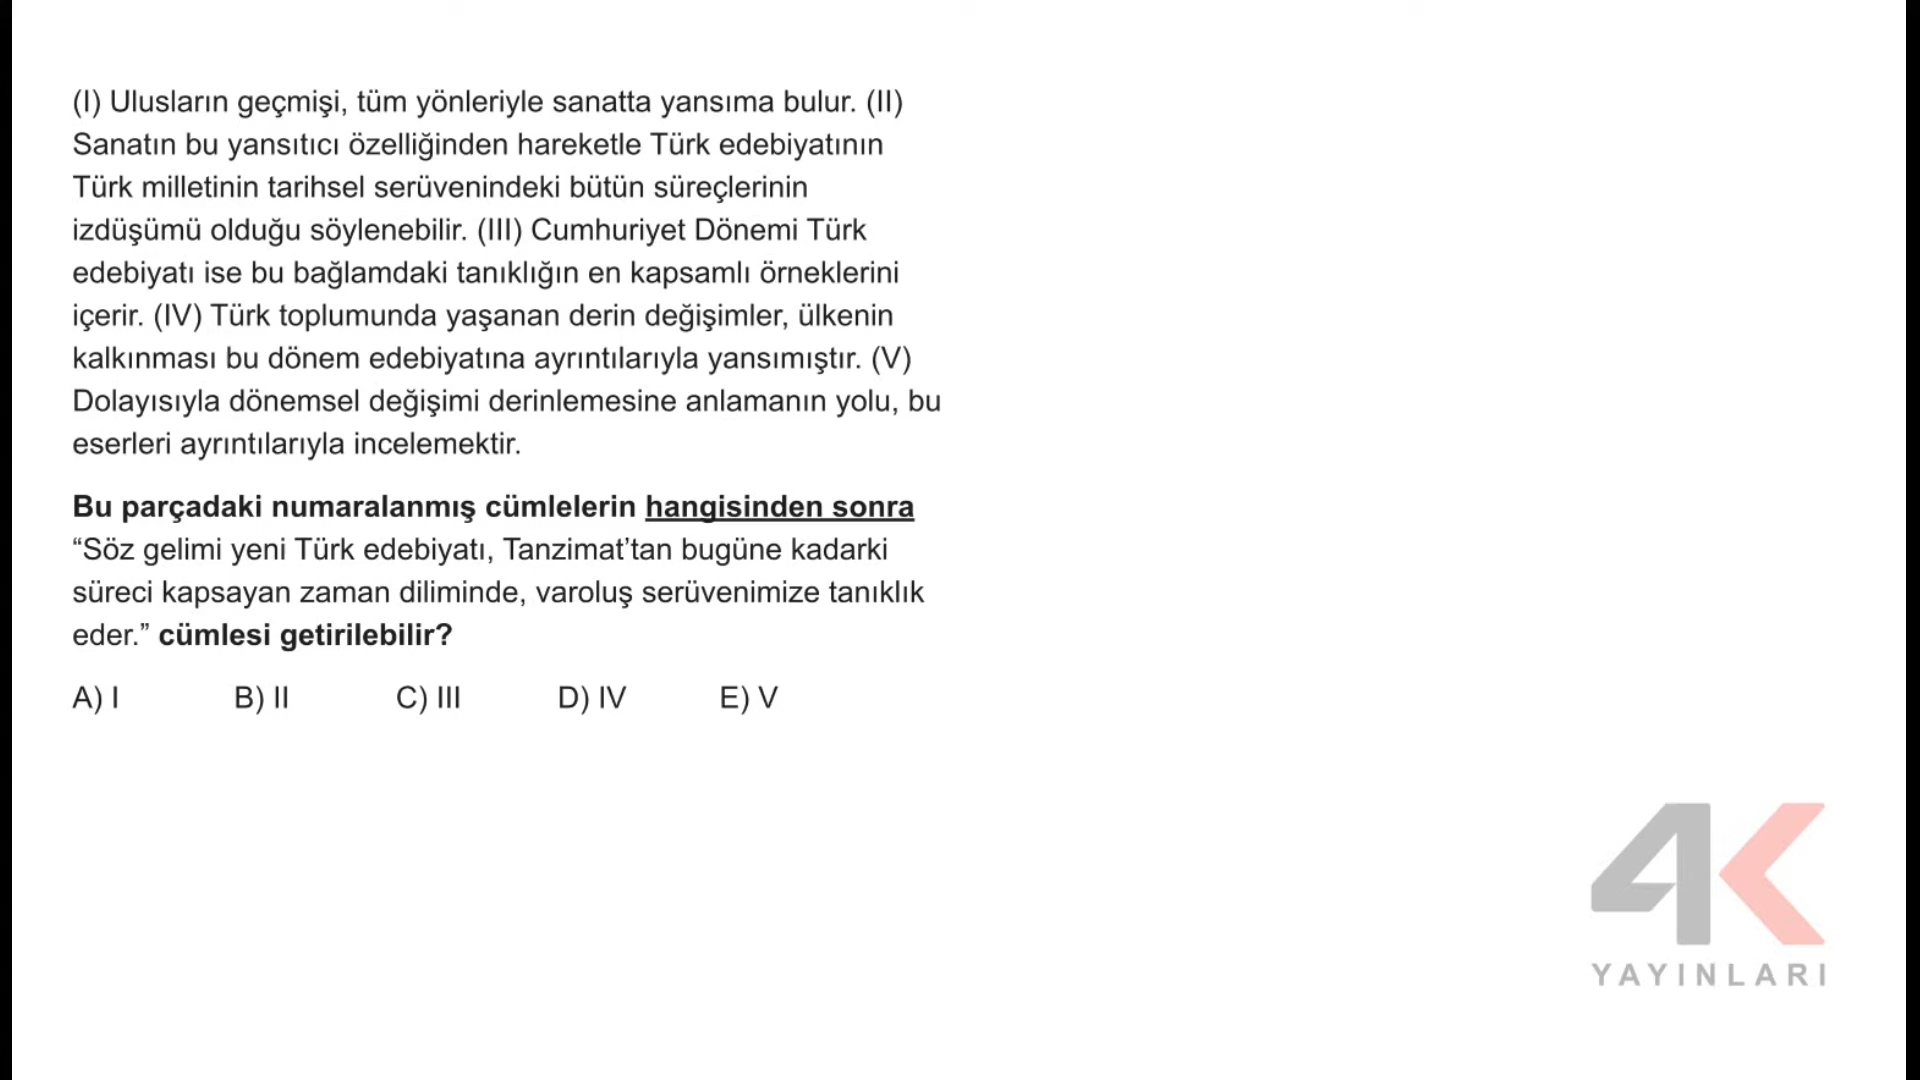 (I) Ulusların geçmişi, tüm yönleriyle sanatta yansıma bulur. (II)
Sanatın bu yansıtıcı özelliğinden hareketle Türk edebiyatının
Türk milletinin tarihsel serüvenindeki bütün süreçlerinin
izdüşümü olduğu söylenebilir. (III) Cumhuriyet Dönemi Türk
edebiyatı ise bu bağlamdaki tanıklığın en kapsamlı örneklerini
içerir. (IV) Türk toplumunda yaşanan derin değişimler, ülkenin
kalkınması bu dönem edebiyatına ayrıntılarıyla yansımıştır. (V)
Dolayısıyla dönemsel değişimi derinlemesine anlamanın yolu, bu
eserleri ayrıntılarıyla incelemektir.
Bu parçadaki numaralanmış cümlelerin hangisinden sonra
“Söz gelimi yeni Türk edebiyatı, Tanzimat’tan bugüne kadarki
süreci kapsayan zaman diliminde, varoluş serüvenimize tanıklık
eder.” cümlesi getirilebilir?
A) I B) II C) III D) IV E) V
4K
YAYINLARI